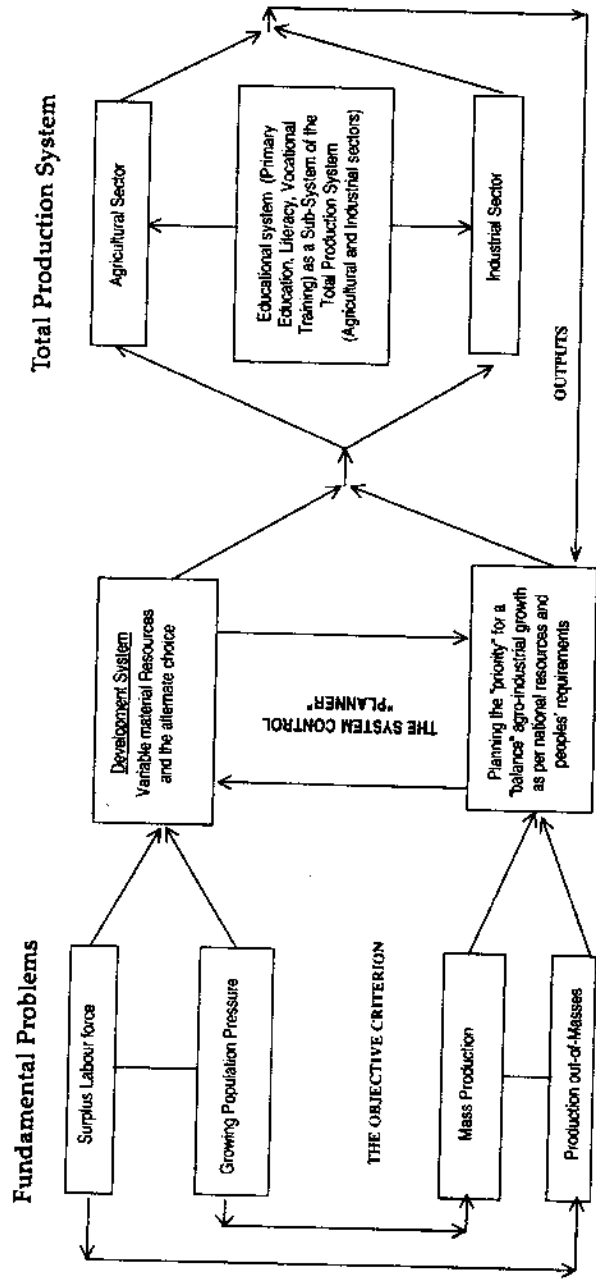 Fundamental Problems
Surplus Labour force
Growing Population Pressure
THE OBJECTIVE CRITERION
Mass Production
Production out-of-Masses
Development System
Variable material Resources
and the alternate choice
THE SYSTEM CONTROL
"PLANNER"
Planning the "priority" for a
"balance" agro-industrial growth
as per national resources and
peoples' requirements
Total Production System
Agricultural Sector
Educational system (Primary
Education, Literacy, Vocational
Training) as a Sub-System of the
Total Production System
(Agricultural and Industrial sectors)
Industrial Sector
OUTPUTS